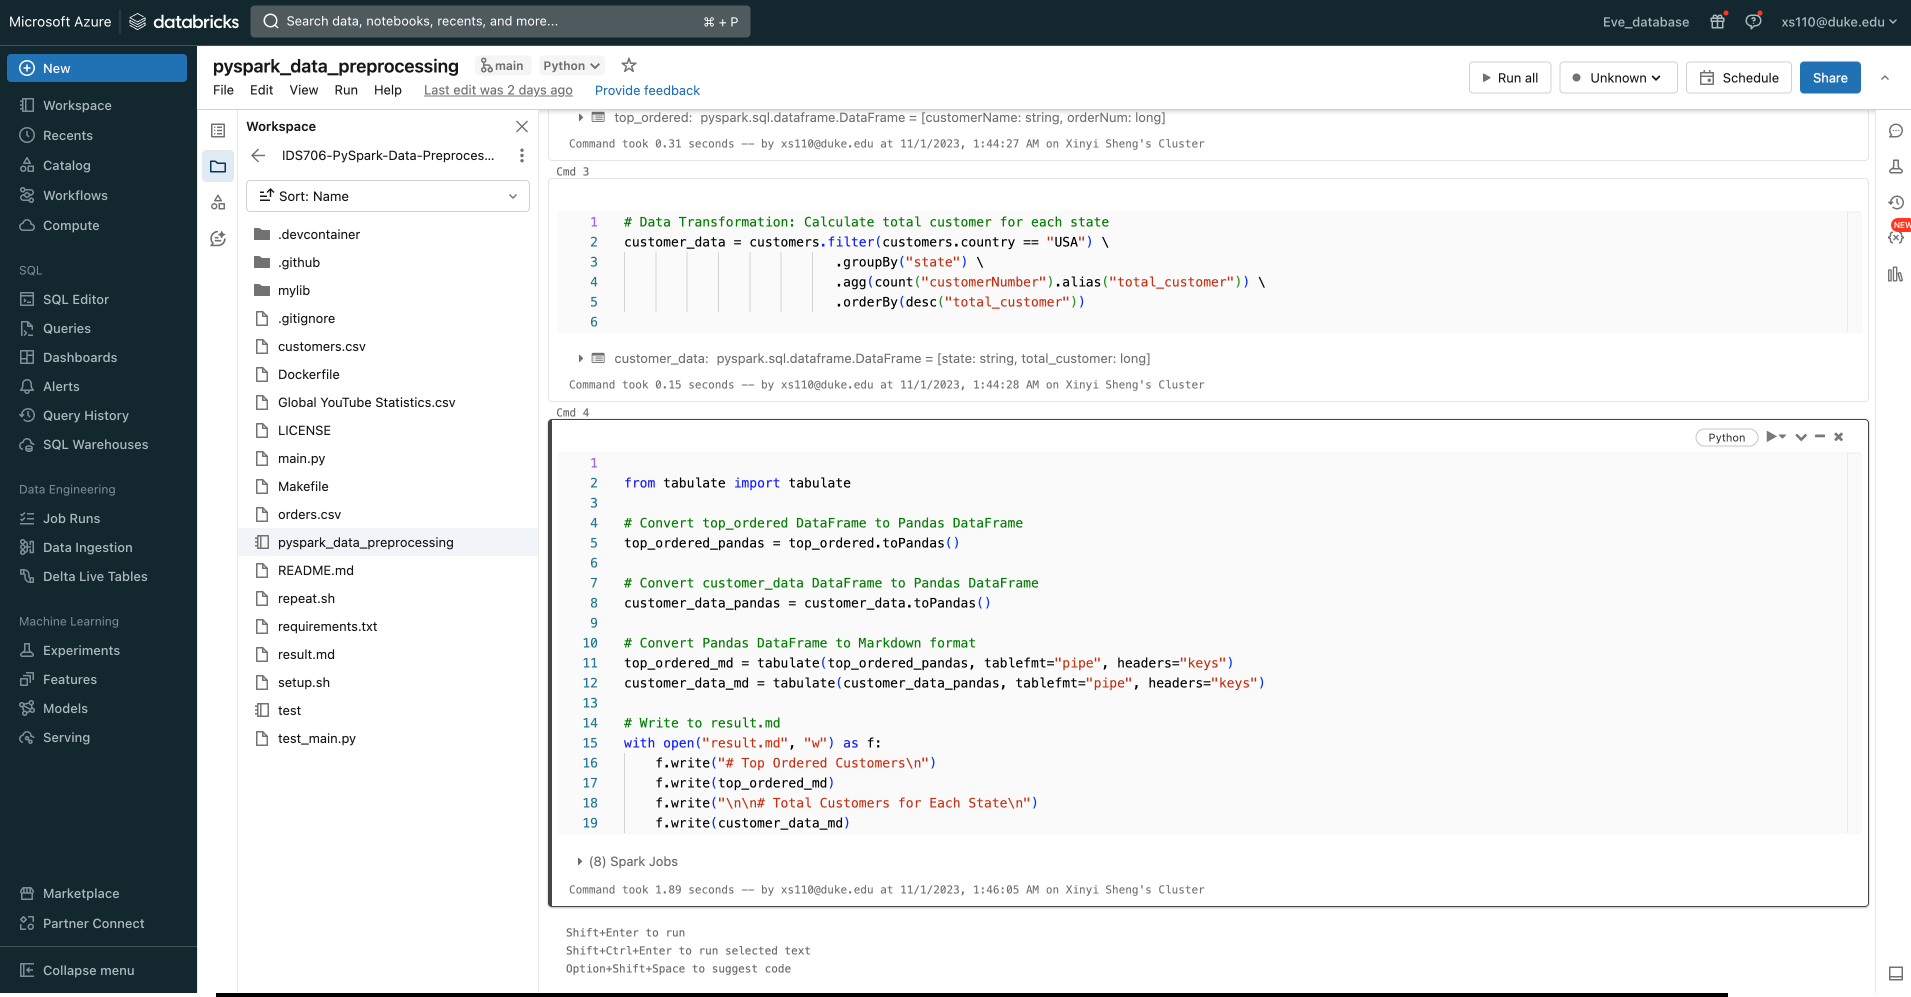 Microsoft Azure databricks Search data, notebooks, recents, and more... ⌘ + P Eve_database xs110@duke.edu
New
Workspace
Recents
Catalog
Workflows
Compute
SQL
SQL Editor
Queries
Dashboards
Alerts
Query History
SQL Warehouses
Data Engineering
Job Runs
Data Ingestion
Delta Live Tables
Machine Learning
Experiments
Features
Models
Serving
Marketplace
Partner Connect
Collapse menu
pyspark_data_preprocessing main Python
File Edit View Run Help Last edit was 2 days ago Provide feedback
Run all Unknown Schedule Share
Workspace
IDS706-PySpark-Data-Preproces...
Sort: Name
.devcontainer
.github
mylib
.gitignore
customers.csv
Dockerfile
Global YouTube Statistics.csv
LICENSE
main.py
Makefile
orders.csv
pyspark_data_preprocessing
README.md
repeat.sh
requirements.txt
result.md
setup.sh
test
test_main.py
top_ordered: pyspark.sql.dataframe.DataFrame = [customerName: string, orderNum: long]
Command took 0.31 seconds -- by xs110@duke.edu at 11/1/2023, 1:44:27 AM on Xinyi Sheng's Cluster
Cmd 3
1 # Data Transformation: Calculate total customer for each state
2 customer_data = customers.filter(customers.country == "USA") \
3 .groupBy("state") \
4 .agg(count("customerNumber").alias("total_customer")) \
5 .orderBy(desc("total_customer"))
6
customer_data: pyspark.sql.dataframe.DataFrame = [state: string, total_customer: long]
Command took 0.15 seconds -- by xs110@duke.edu at 11/1/2023, 1:44:28 AM on Xinyi Sheng's Cluster
Cmd 4
Python
1
2 from tabulate import tabulate
3
4 # Convert top_ordered DataFrame to Pandas DataFrame
5 top_ordered_pandas = top_ordered.toPandas()
6
7 # Convert customer_data DataFrame to Pandas DataFrame
8 customer_data_pandas = customer_data.toPandas()
9
10 # Convert Pandas DataFrame to Markdown format
11 top_ordered_md = tabulate(top_ordered_pandas, tablefmt="pipe", headers="keys")
12 customer_data_md = tabulate(customer_data_pandas, tablefmt="pipe", headers="keys")
13
14 # Write to result.md
15 with open("result.md", "w") as f:
16 f.write("# Top Ordered Customers\n")
17 f.write(top_ordered_md)
18 f.write("\n\n# Total Customers for Each State\n")
19 f.write(customer_data_md)
(8) Spark Jobs
Command took 1.89 seconds -- by xs110@duke.edu at 11/1/2023, 1:46:05 AM on Xinyi Sheng's Cluster
Shift+Enter to run
Shift+Ctrl+Enter to run selected text
Option+Shift+Space to suggest code
NEW